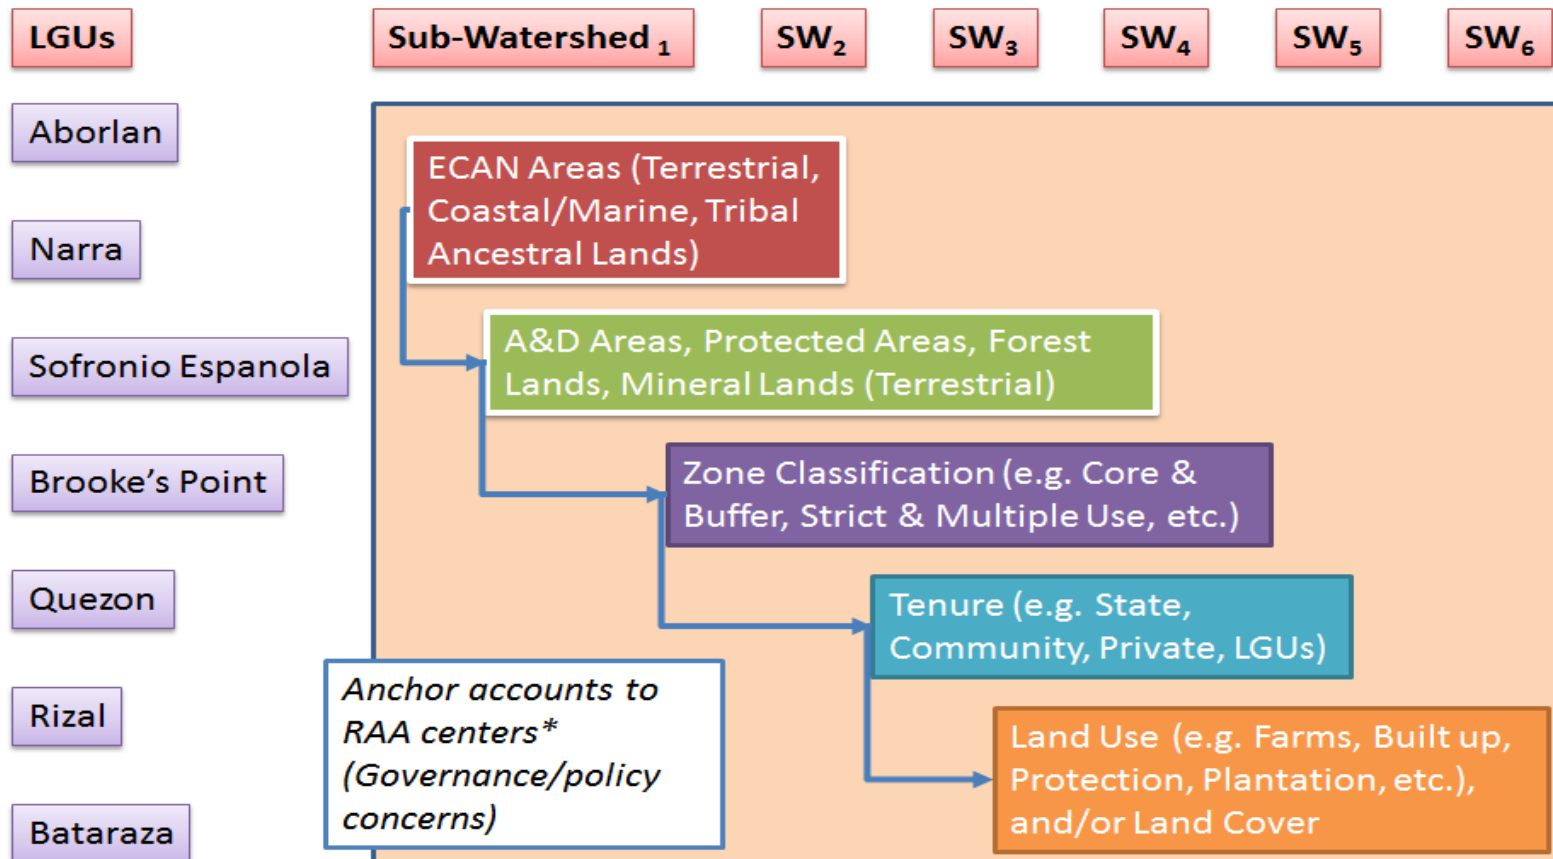 LGUs
Sub-Watershed 1
SW2
SW3
SW4
SW5
SW6
Aborlan
Narra
Sofronio Espanola
Brooke's Point
Quezon
Rizal
Bataraza
ECAN Areas (Terrestrial,
Coastal/Marine, Tribal
Ancestral Lands)
A&D Areas, Protected Areas, Forest
Lands, Mineral Lands (Terrestrial)
Zone Classification (e.g. Core &
Buffer, Strict & Multiple Use, etc.)
Tenure (e.g. State,
Community, Private, LGUs)
Land Use (e.g. Farms, Built up,
Protection, Plantation, etc.),
and/or Land Cover
Anchor accounts to
RAA centers*
(Governance/policy
concerns)